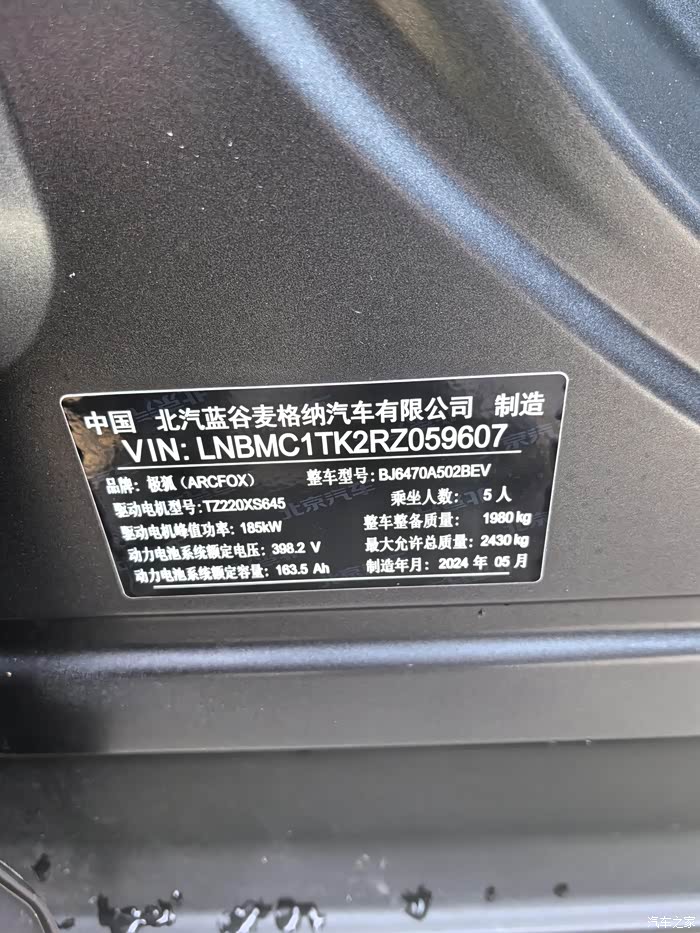 中国 北汽蓝谷麦格纳汽车有限公司 制造
VIN: LNBMC1TK2RZ059607
品牌: 极狐 (ARCFOX) 整车型号: BJ6470A502BEV
驱动电机型号: TZ220XS645 乘坐人数: 5 人
驱动电机峰值功率: 185kW 整车整备质量: 1980 kg
动力电池系统额定电压: 398.2 V 最大允许总质量: 2430 kg
动力电池系统额定容量: 163.5 Ah 制造年月: 2024 年 05 月
北京汽车
汽车之家